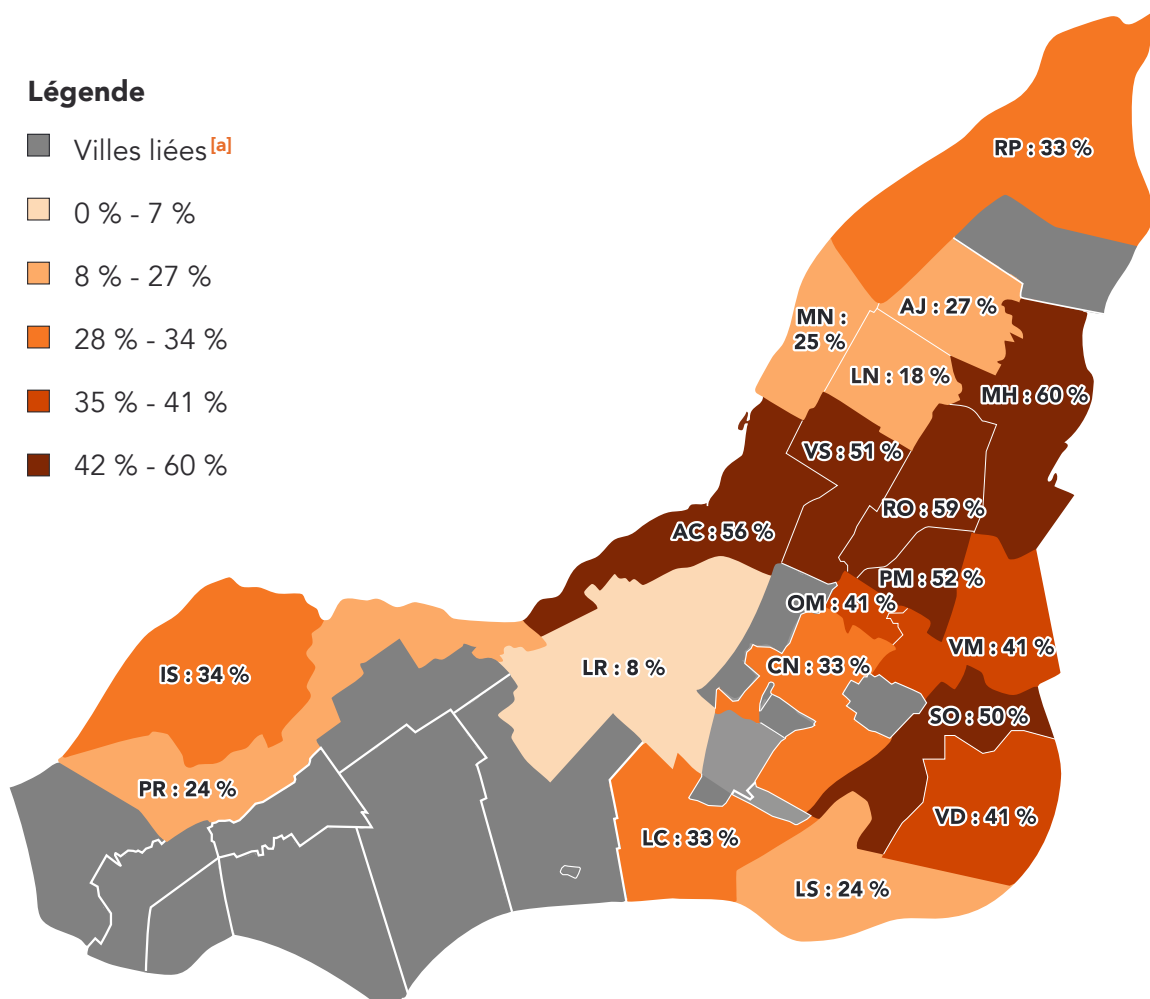 Légende
Villes liées[a]
0 % - 7 %
8 % - 27 %
28 % - 34 %
35 % - 41 %
42 % - 60 %
RP : 33 %
AJ : 27 %
MN :
25 %
LN : 18 %
MH : 60 %
VS : 51 %
RO : 59 %
AC : 56 %
PM : 52 %
OM : 41 %
VM : 41 %
CN : 33 %
LR : 8 %
IS : 34 %
SO : 50 %
PR : 24 %
VD : 41 %
LC : 33 %
LS : 24 %